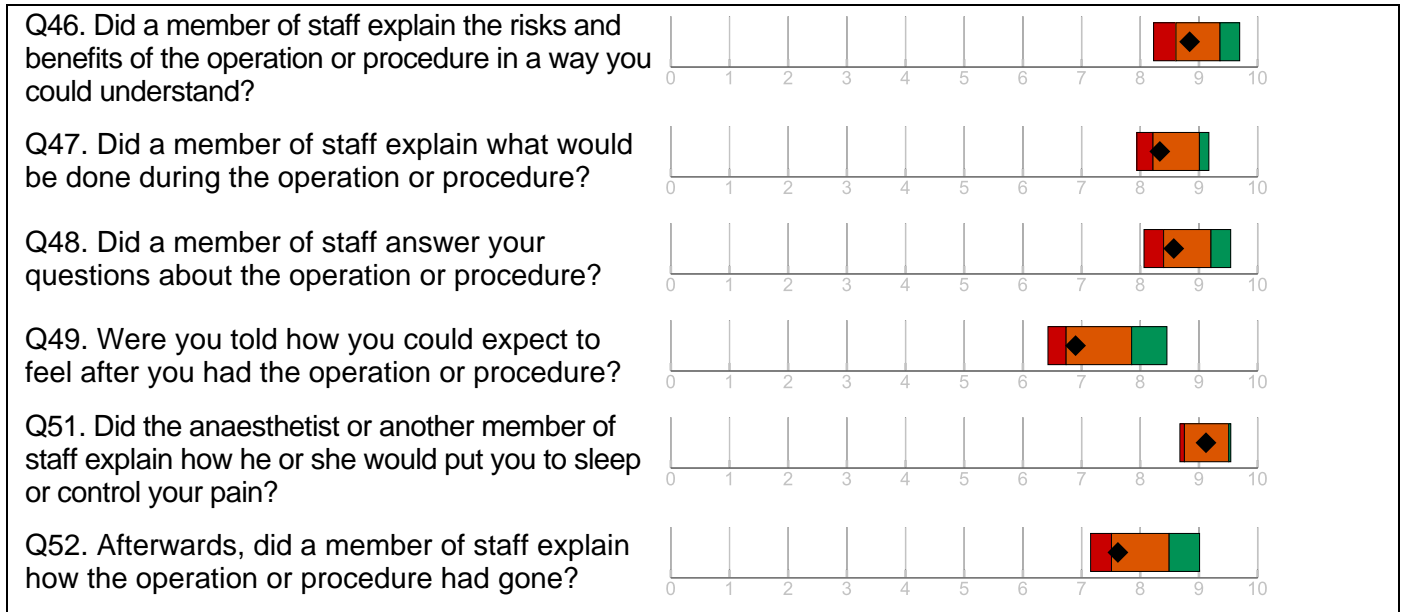 Q46. Did a member of staff explain the risks and
benefits of the operation or procedure in a way you
could understand?
0 1 2 3 4 5 6 7 8 9 10
Q47. Did a member of staff explain what would
be done during the operation or procedure?
0 1 2 3 4 5 6 7 8 9 10
Q48. Did a member of staff answer your
questions about the operation or procedure?
0 1 2 3 4 5 6 7 8 9 10
Q49. Were you told how you could expect to
feel after you had the operation or procedure?
0 1 2 3 4 5 6 7 8 9 10
Q51. Did the anaesthetist or another member of
staff explain how he or she would put you to sleep
or control your pain?
0 1 2 3 4 5 6 7 8 9 10
Q52. Afterwards, did a member of staff explain
how the operation or procedure had gone?
0 1 2 3 4 5 6 7 8 9 10